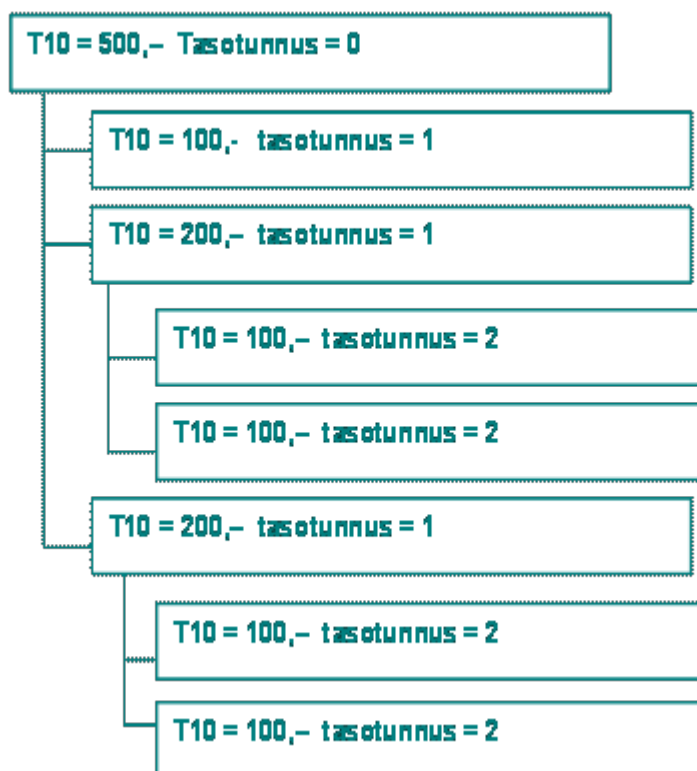 T10 = 500,– Tasotunnus = 0
T10 = 100,- tasotunnus = 1
T10 = 200,– tasotunnus = 1
T10 = 100,– tasotunnus = 2
T10 = 100,– tasotunnus = 2
T10 = 200,– tasotunnus = 1
T10 = 100,– tasotunnus = 2
T10 = 100,– tasotunnus = 2